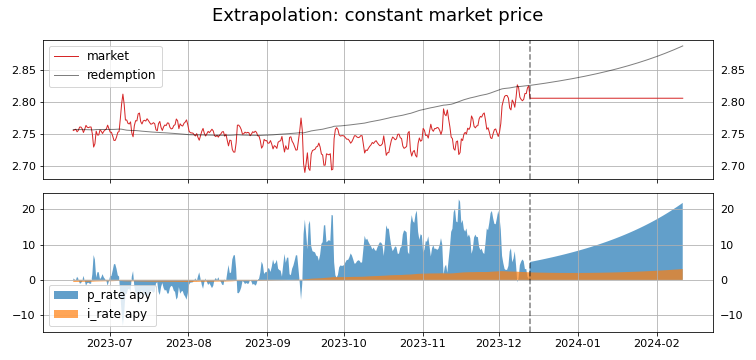 Extrapolation: constant market price
market
redemption
2.85 2.85
2.80 2.80
2.75 2.75
2.70 2.70
20 20
10 10
0 0
−10 −10
p_rate apy
i_rate apy
2023-07 2023-08 2023-09 2023-10 2023-11 2023-12 2024-01 2024-02